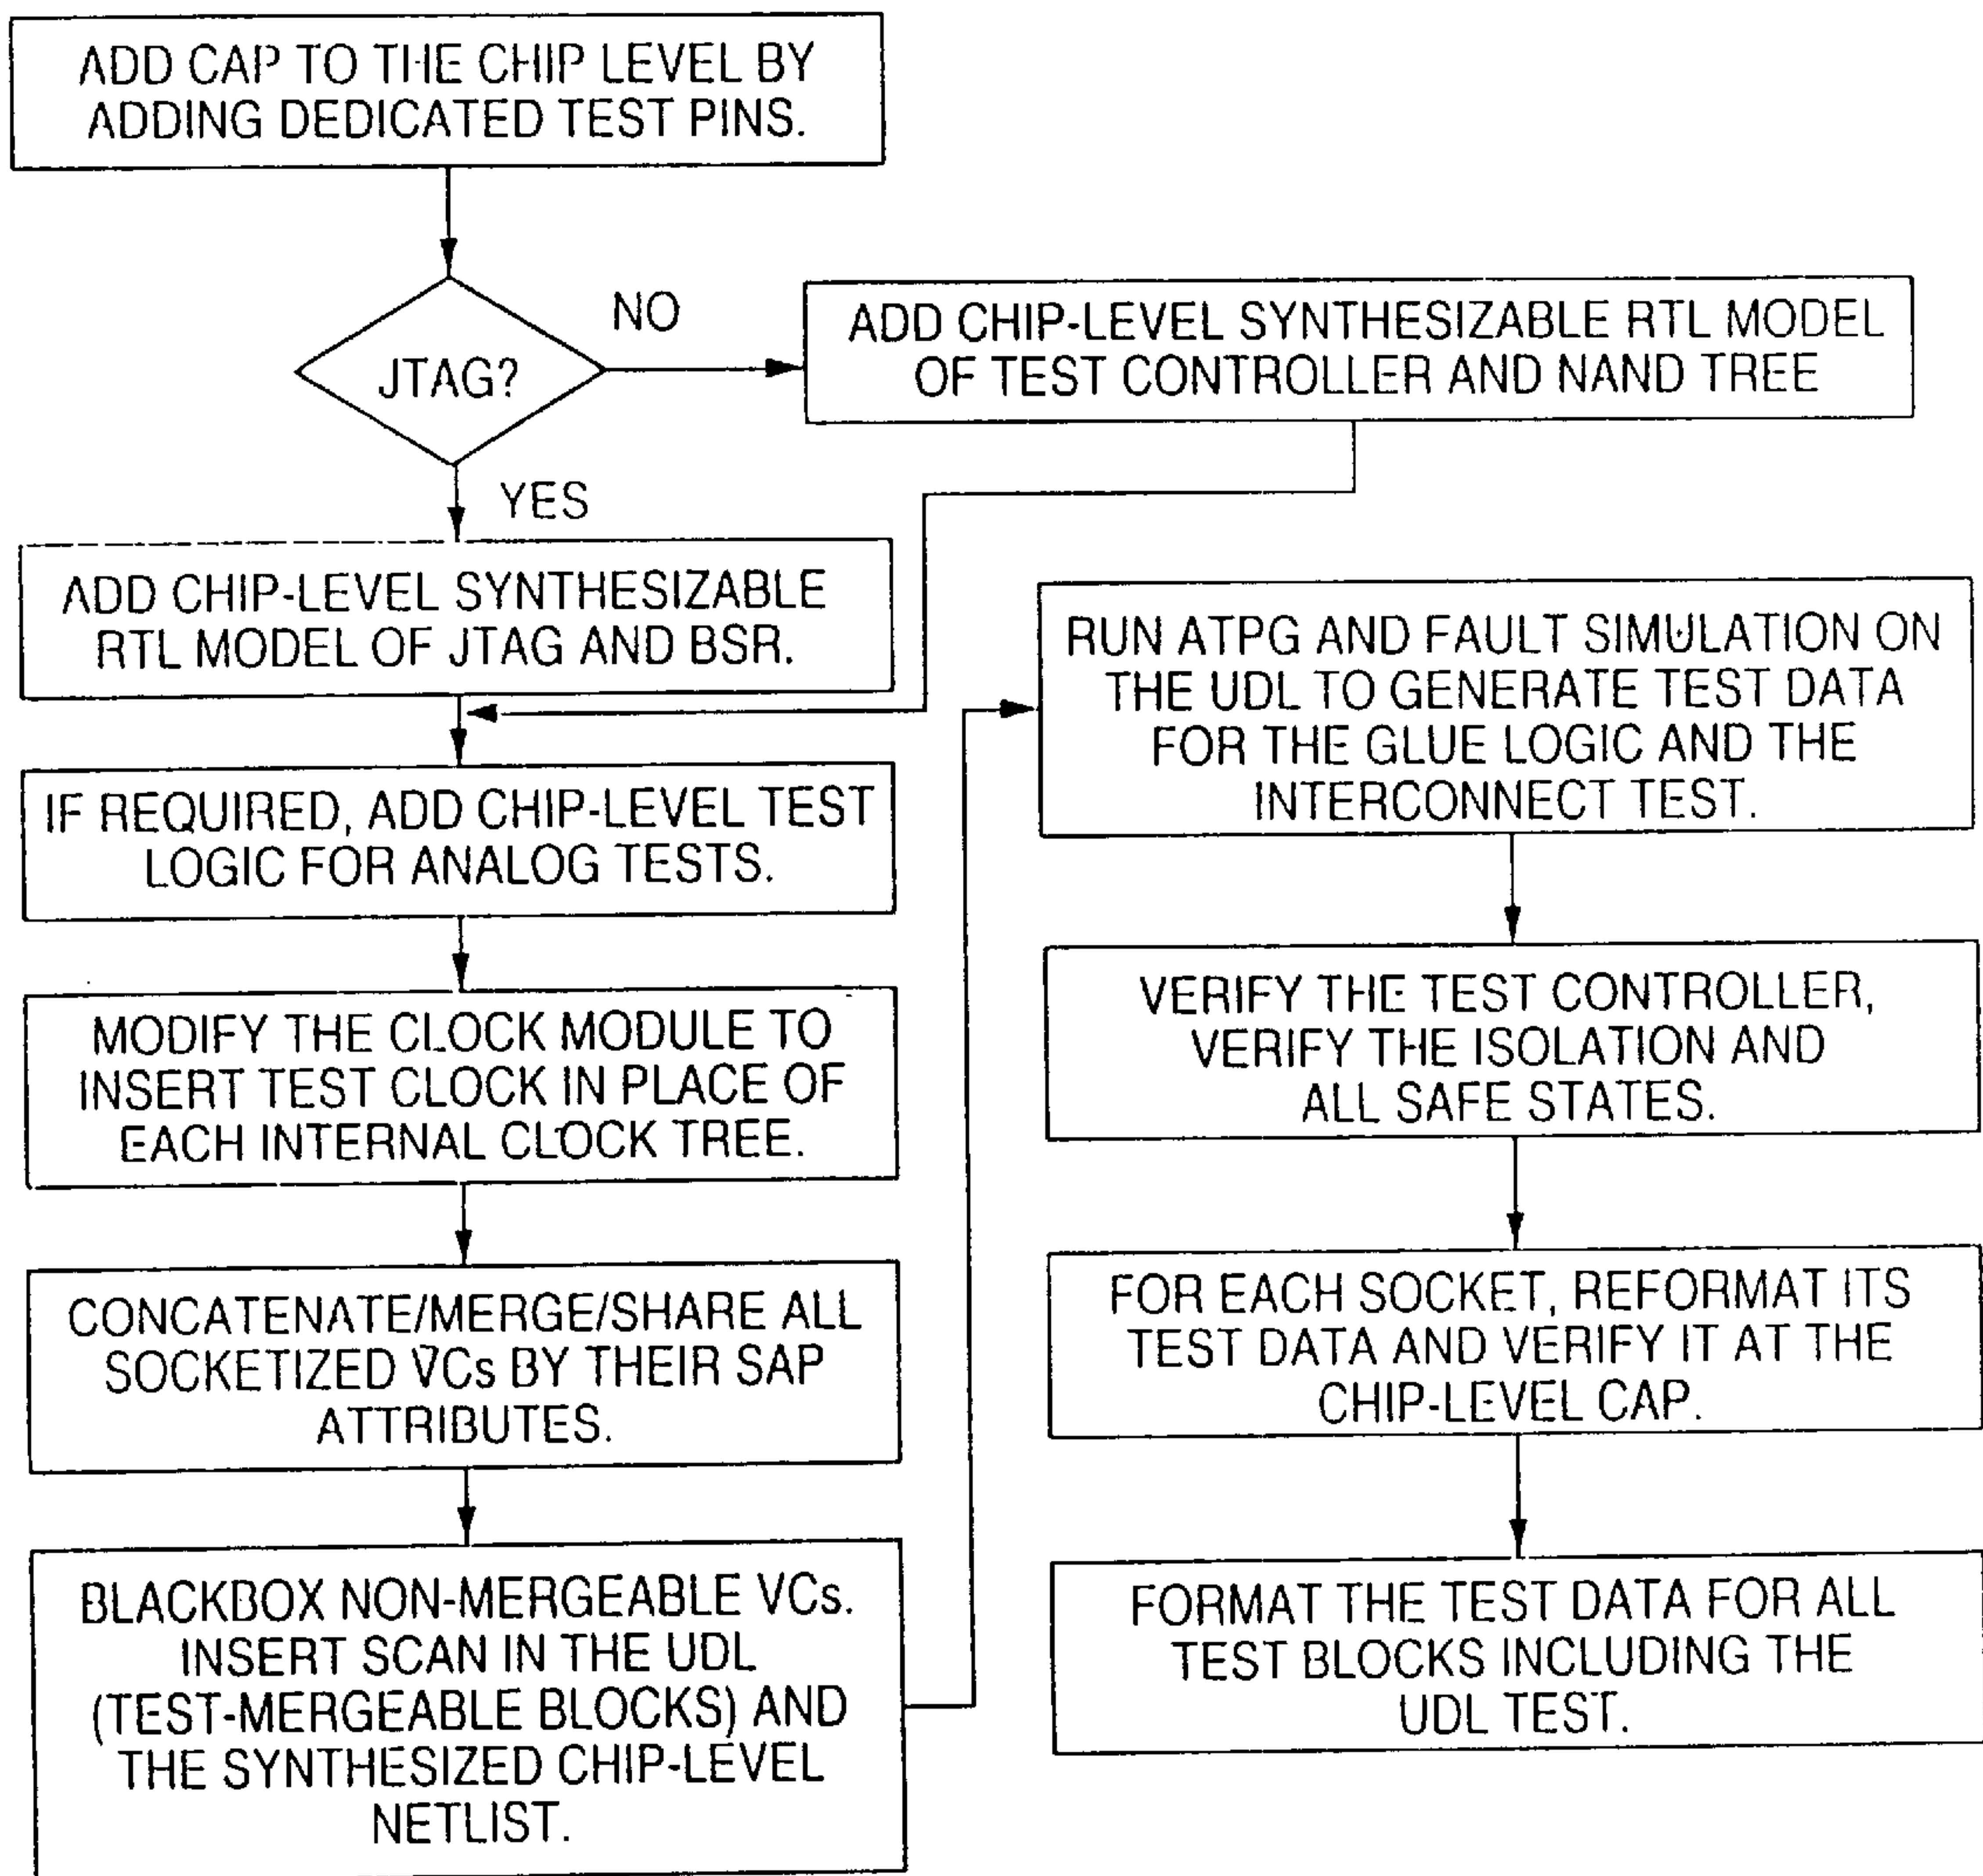 ADD CAP TO THE CHIP LEVEL BY
ADDING DEDICATED TEST PINS.
JTAG?
NO
ADD CHIP-LEVEL SYNTHESIZABLE RTL MODEL
OF TEST CONTROLLER AND NAND TREE
YES
ADD CHIP-LEVEL SYNTHESIZABLE
RTL MODEL OF JTAG AND BSR.
IF REQUIRED, ADD CHIP-LEVEL TEST
LOGIC FOR ANALOG TESTS.
MODIFY THE CLOCK MODULE TO
INSERT TEST CLOCK IN PLACE OF
EACH INTERNAL CLOCK TREE.
CONCATENATE/MERGE/SHARE ALL
SOCKETIZED VCs BY THEIR SAP
ATTRIBUTES.
BLACKBOX NON-MERGEABLE VCs.
INSERT SCAN IN THE UDL
(TEST-MERGEABLE BLOCKS) AND
THE SYNTHESIZED CHIP-LEVEL
NETLIST.
RUN ATPG AND FAULT SIMULATION ON
THE UDL TO GENERATE TEST DATA
FOR THE GLUE LOGIC AND THE
INTERCONNECT TEST.
VERIFY THE TEST CONTROLLER,
VERIFY THE ISOLATION AND
ALL SAFE STATES.
FOR EACH SOCKET, REFORMAT ITS
TEST DATA AND VERIFY IT AT THE
CHIP-LEVEL CAP.
FORMAT THE TEST DATA FOR ALL
TEST BLOCKS INCLUDING THE
UDL TEST.